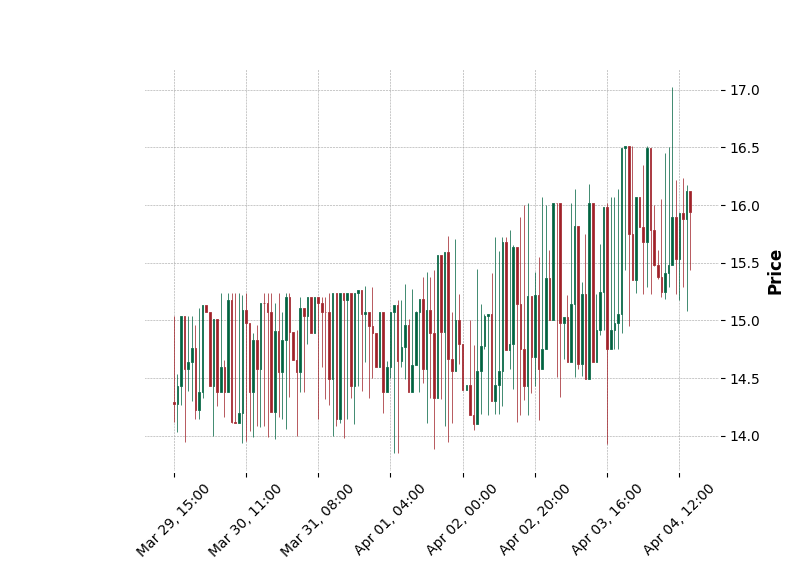 17.0
16.5
16.0
15.5
15.0
14.5
14.0
Price
Mar 29, 15:00
Mar 30, 11:00
Mar 31, 08:00
Apr 01, 04:00
Apr 02, 00:00
Apr 02, 20:00
Apr 03, 16:00
Apr 04, 12:00